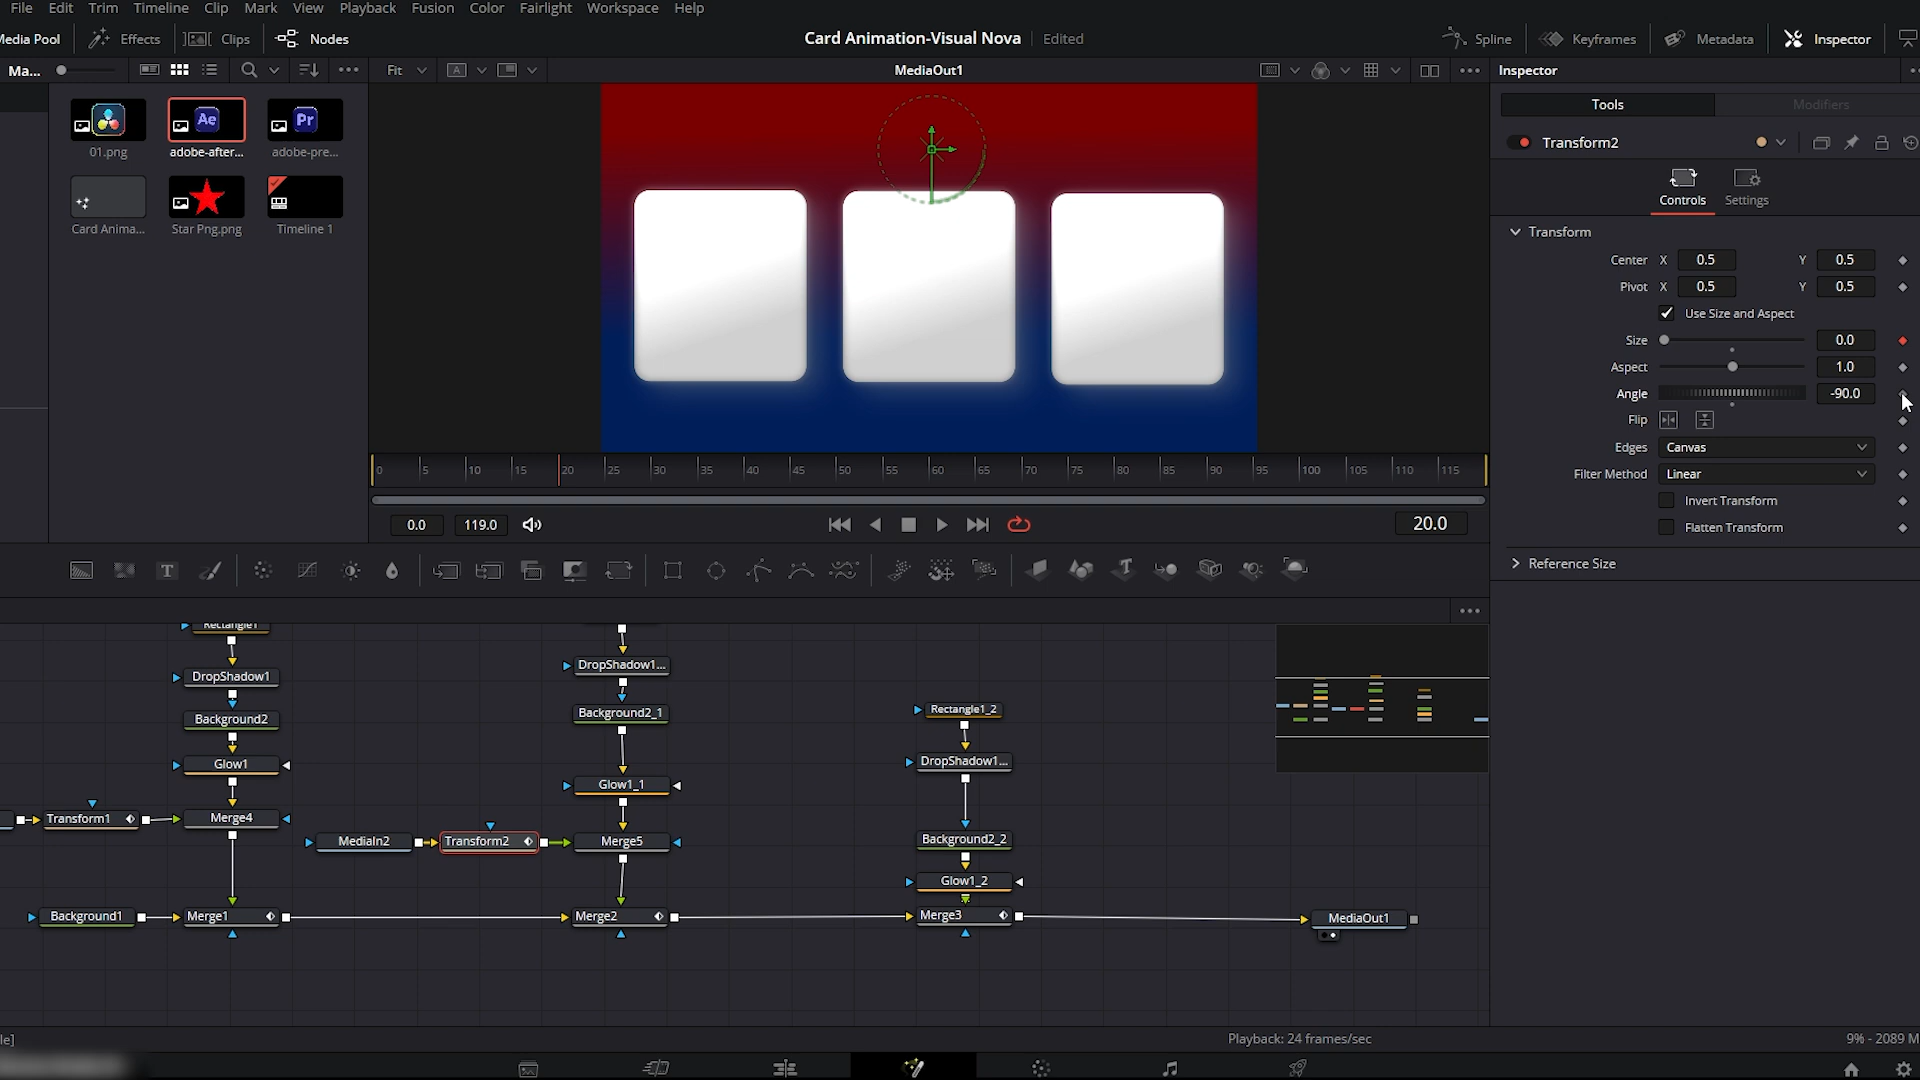 File Edit Trim Timeline Clip Mark View Playback Fusion Color Fairlight Workspace Help
Media Pool Effects Clips Nodes Card Animation-Visual Nova Edited Spline Keyframes Metadata Inspector
Ma... Fit A MediaOut1 Inspector
Tools Modifiers
Ae Pr
01.png adobe-after... adobe-pre...
Transform2
Controls Settings
Card Anima... Star Png.png Timeline 1
Transform
Center X 0.5 Y 0.5
Pivot X 0.5 Y 0.5
Use Size and Aspect
Size 0.0
Aspect 1.0
Angle -90.0
Flip
Edges Canvas
Filter Method Linear
Invert Transform
Flatten Transform
Reference Size
0 5 10 15 20 25 30 35 40 45 50 55 60 65 70 75 80 85 90 95 100 105 110 115
0.0 119.0 20.0
T T
Rectangle1
DropShadow1 DropShadow1...
Background2 Background2_1 Rectangle1_2
Glow1 Glow1_1 DropShadow1...
Transform1 Merge4 MediaIn2 Transform2 Merge5 Background2_2
Glow1_2
Background1 Merge1 Merge2 Merge3 MediaOut1
le]
Playback: 24 frames/sec 9% - 2089 M